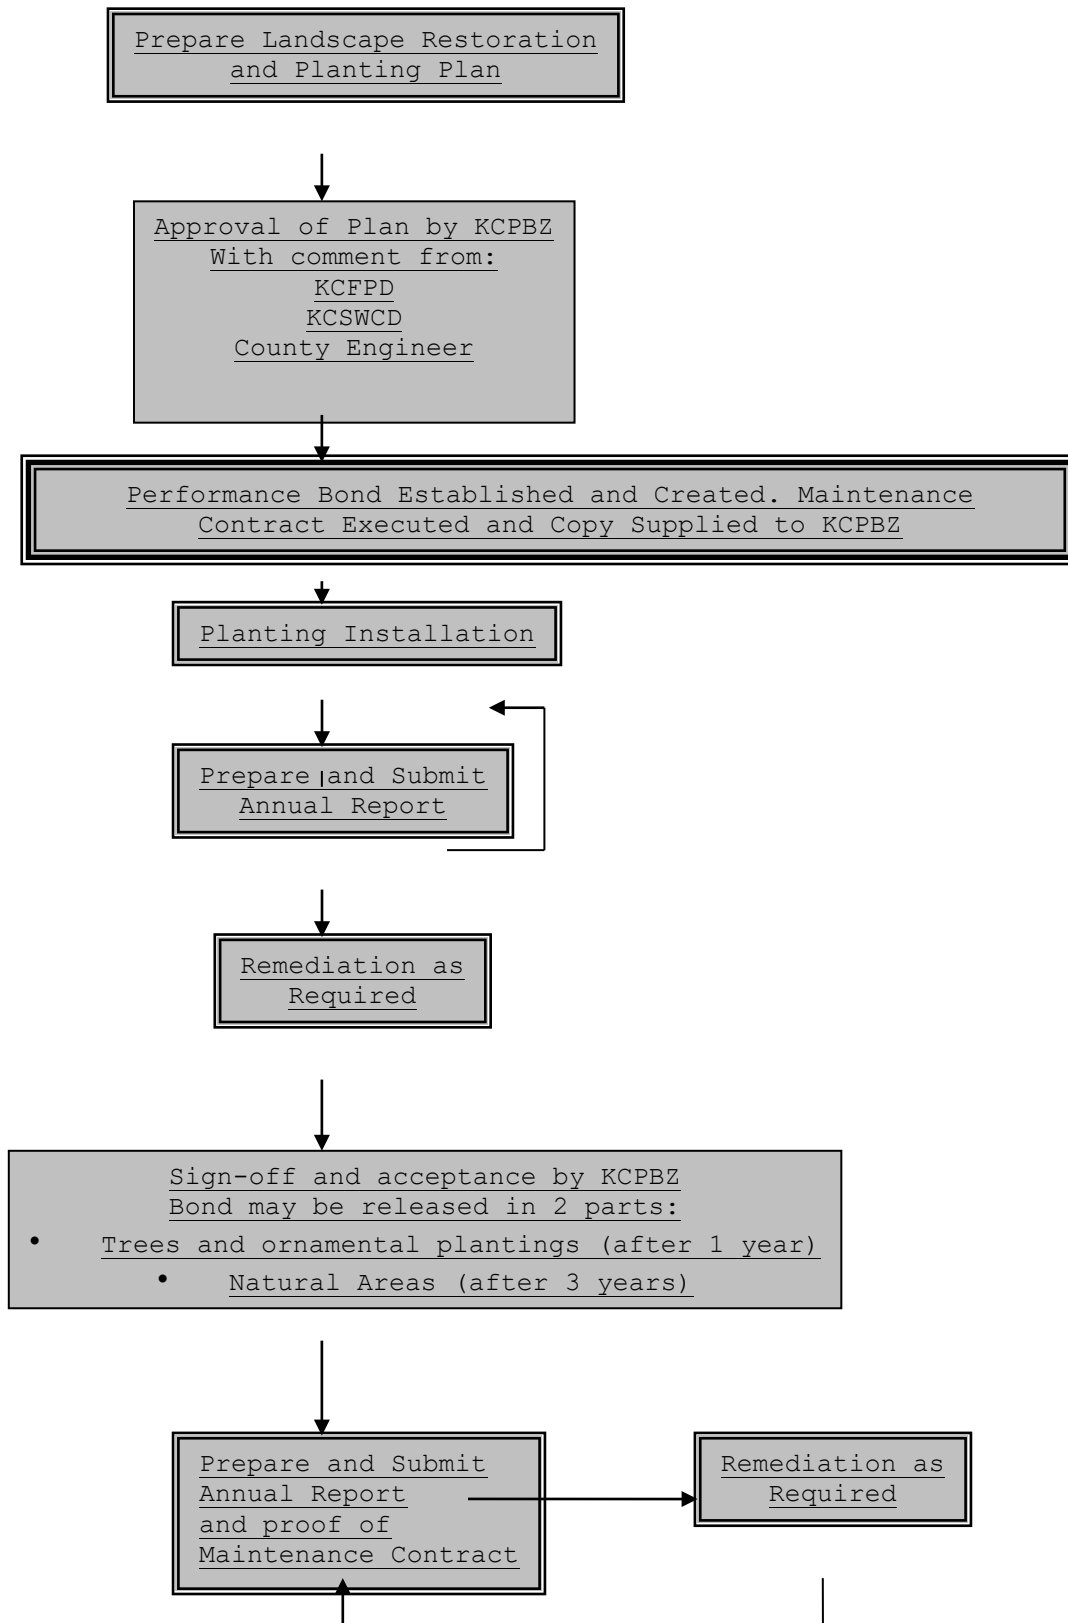 Prepare Landscape Restoration
and Planting Plan
Approval of Plan by KCPBZ
With comment from:
KCFPD
KCSWCD
County Engineer
Performance Bond Established and Created. Maintenance
Contract Executed and Copy Supplied to KCPBZ
Planting Installation
Prepare and Submit
Annual Report
Remediation as
Required
Sign-off and acceptance by KCPBZ
Bond may be released in 2 parts:
• Trees and ornamental plantings (after 1 year)
• Natural Areas (after 3 years)
Prepare and Submit
Annual Report
and proof of
Maintenance Contract
Remediation as
Required